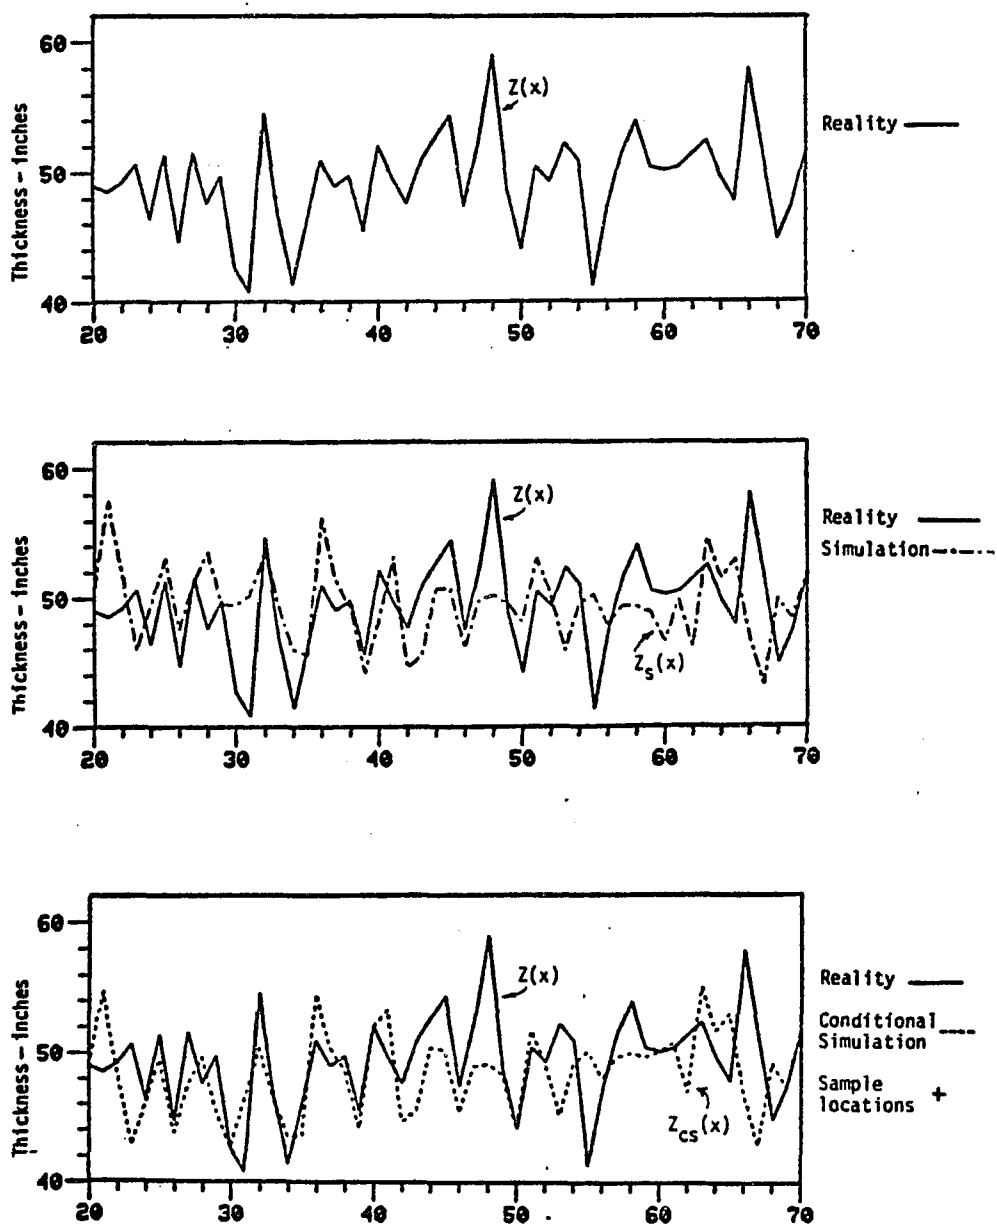 60
50
40
Thickness - inches
Z(x)
Reality
20 30 40 50 60 70
60
50
40
Thickness - inches
Z(x)
Zs(x)
Reality
Simulation
20 30 40 50 60 70
60
50
40
Thickness - inches
Z(x)
Zcs(x)
Reality
Conditional
Simulation
Sample
locations +
20 30 40 50 60 70